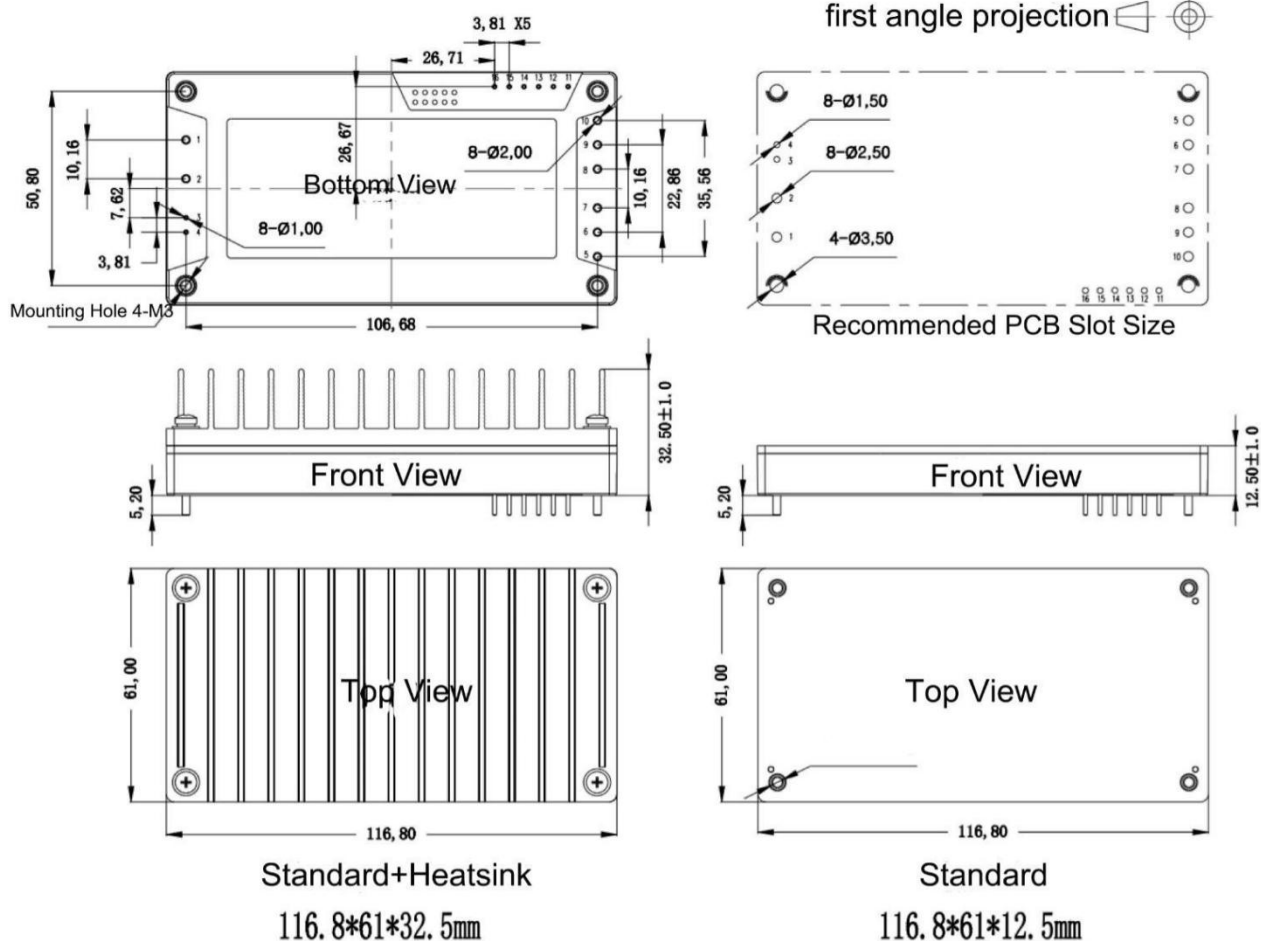 first angle projection
3,81 X5
26,71
16 15 14 13 12 11
50,80
10,16
7,62
3,81
1
2
3
4
26,67
Bottom View
8-Ø2,00
8-Ø1,00
10
9
8
7
6
5
10,16
22,86
35,56
Mounting Hole 4-M3
106,68
8-Ø1,50
8-Ø2,50
4-Ø3,50
4
3
2
1
5
6
7
8
9
10
16 15 14 13 12 11
Recommended PCB Slot Size
Front View
5,20
32.50±1.0
Front View
5,20
12.50±1.0
61,00
Top View
116,80
61,00
Top View
116,80
Standard+Heatsink
116.8*61*32.5mm
Standard
116.8*61*12.5mm